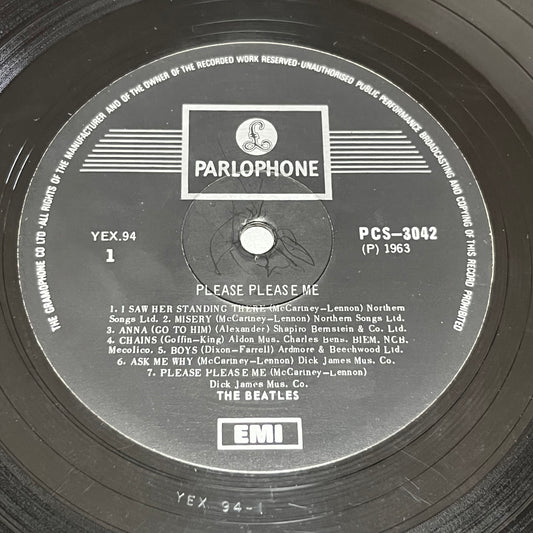 THE GRAMOPHONE CO LTD · ALL RIGHTS OF THE MANUFACTURER AND OF THE OWNER OF THE RECORDED WORK RESERVED · UNAUTHORISED PUBLIC PERFORMANCE BROADCASTING AND COPYING OF THIS RECORD PROHIBITED
£
PARLOPHONE
YEX.94
1
PCS-3042
(P) 1963
PLEASE PLEASE ME
1. I SAW HER STANDING THERE (McCartney-Lennon) Northern
Songs Ltd. 2. MISERY (McCartney-Lennon) Northern Songs Ltd.
3. ANNA (GO TO HIM) (Alexander) Shapiro Bernstein & Co. Ltd.
4. CHAINS (Goffin-King) Aldon Mus. Charles Bens. BIEM. NCB.
Mecolico. 5. BOYS (Dixon-Farrell) Ardmore & Beechwood Ltd.
6. ASK ME WHY (McCartney-Lennon) Dick James Mus. Co.
7. PLEASE PLEASE ME (McCartney-Lennon)
Dick James Mus. Co.
THE BEATLES
EMI
YEX 94-1